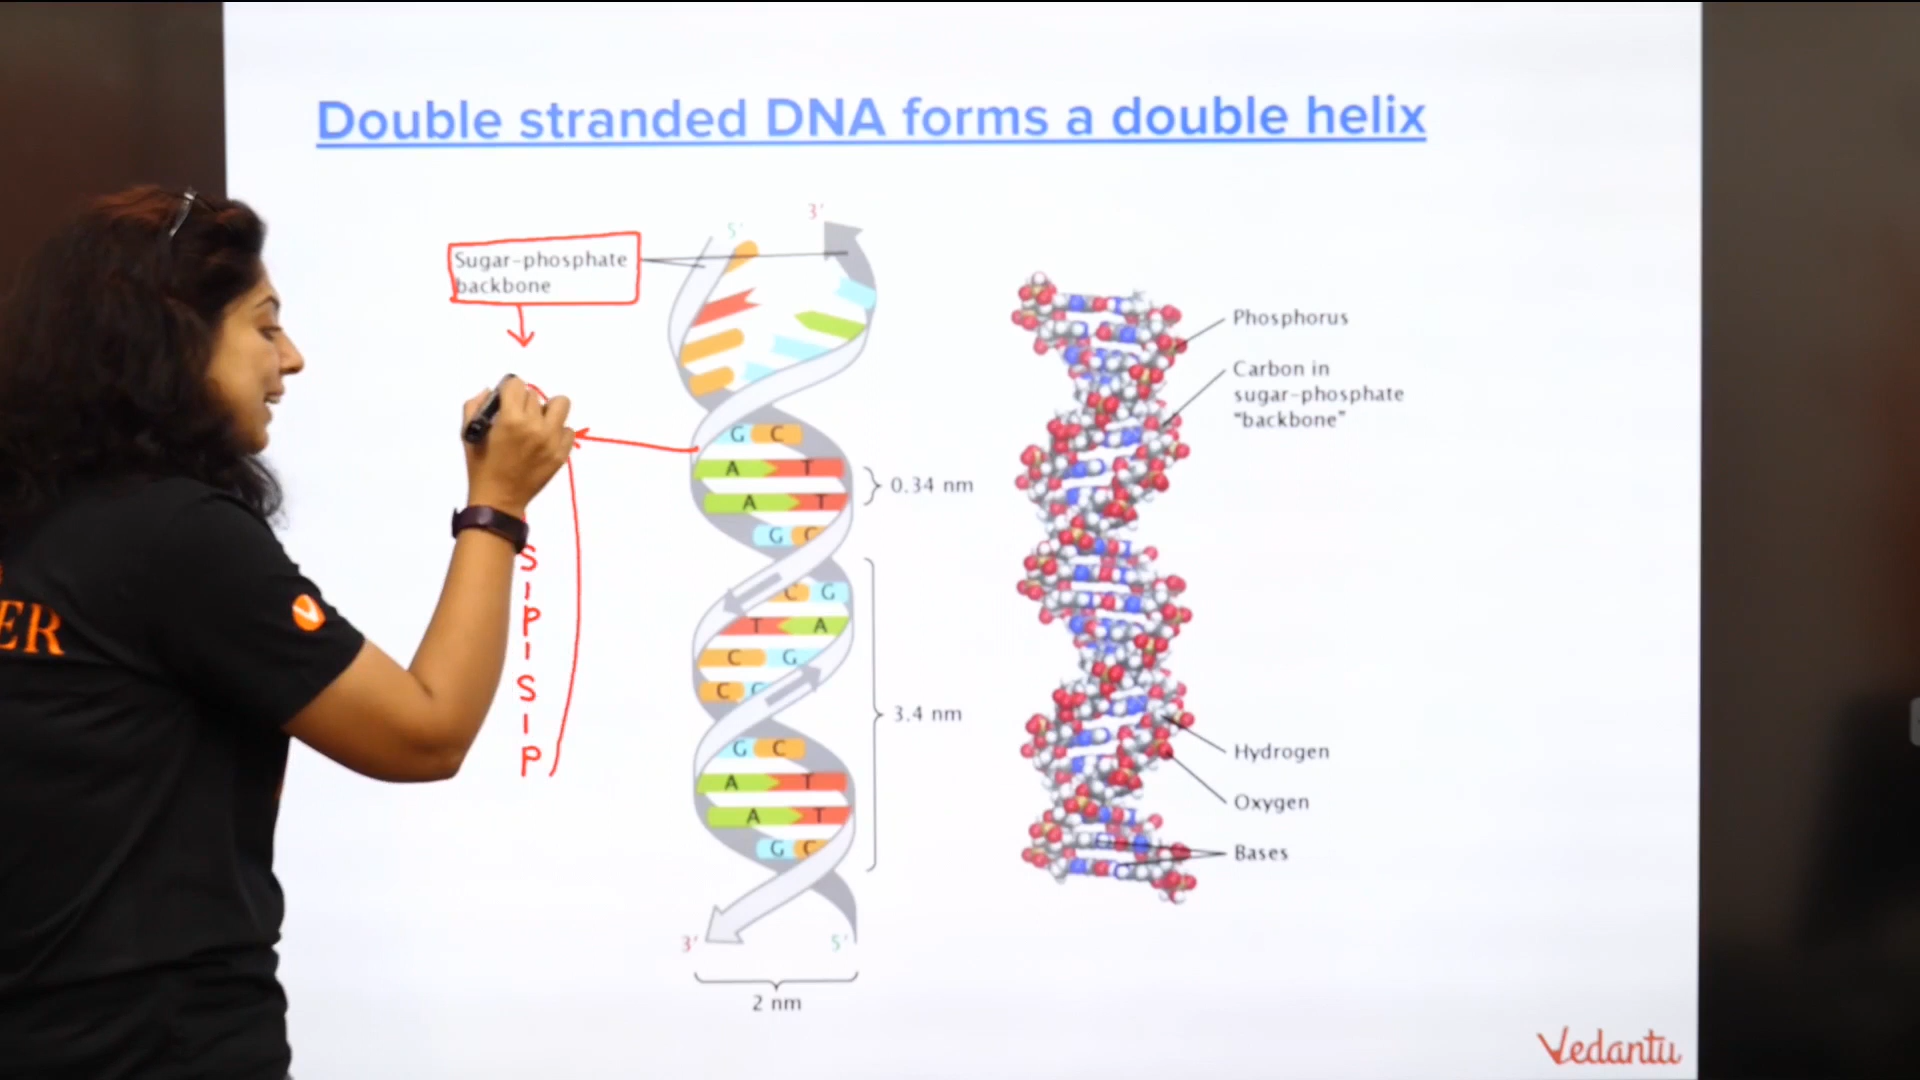 Double stranded DNA forms a double helix
3'
5'
Sugar-phosphate
backbone
G C
A T
A T
G C
0.34 nm
C G
T A
C G
C G
3.4 nm
G C
A T
A T
G C
3' 5'
2 nm
S
P
S
P
Phosphorus
Carbon in
sugar-phosphate
"backbone"
Hydrogen
Oxygen
Bases
ER
Vedantu